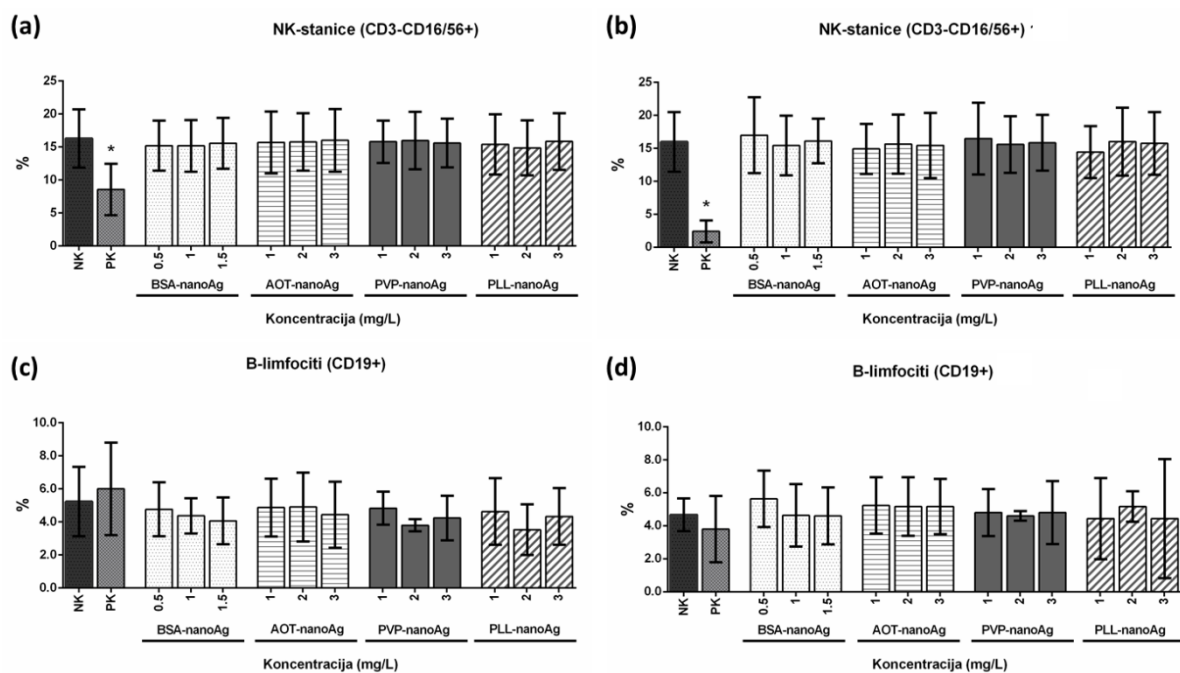 (a)
NK-stanice (CD3-CD16/56+)
25
20
15
10
5
0
%
*
NK
PK
0.5
1
1.5
1
2
3
1
2
3
1
2
3
BSA-nanoAg
AOT-nanoAg
PVP-nanoAg
PLL-nanoAg
Koncentracija (mg/L)
(b)
NK-stanice (CD3-CD16/56+)
25
20
15
10
5
0
%
*
NK
PK
0.5
1
1.5
1
2
3
1
2
3
1
2
3
BSA-nanoAg
AOT-nanoAg
PVP-nanoAg
PLL-nanoAg
Koncentracija (mg/L)
(c)
B-limfociti (CD19+)
10.0
8.0
6.0
4.0
2.0
0.0
%
NK
PK
0.5
1
1.5
1
2
3
1
2
3
1
2
3
BSA-nanoAg
AOT-nanoAg
PVP-nanoAg
PLL-nanoAg
Koncentracija (mg/L)
(d)
B-limfociti (CD19+)
10.0
8.0
6.0
4.0
2.0
0.0
%
NK
PK
0.5
1
1.5
1
2
3
1
2
3
1
2
3
BSA-nanoAg
AOT-nanoAg
PVP-nanoAg
PLL-nanoAg
Koncentracija (mg/L)